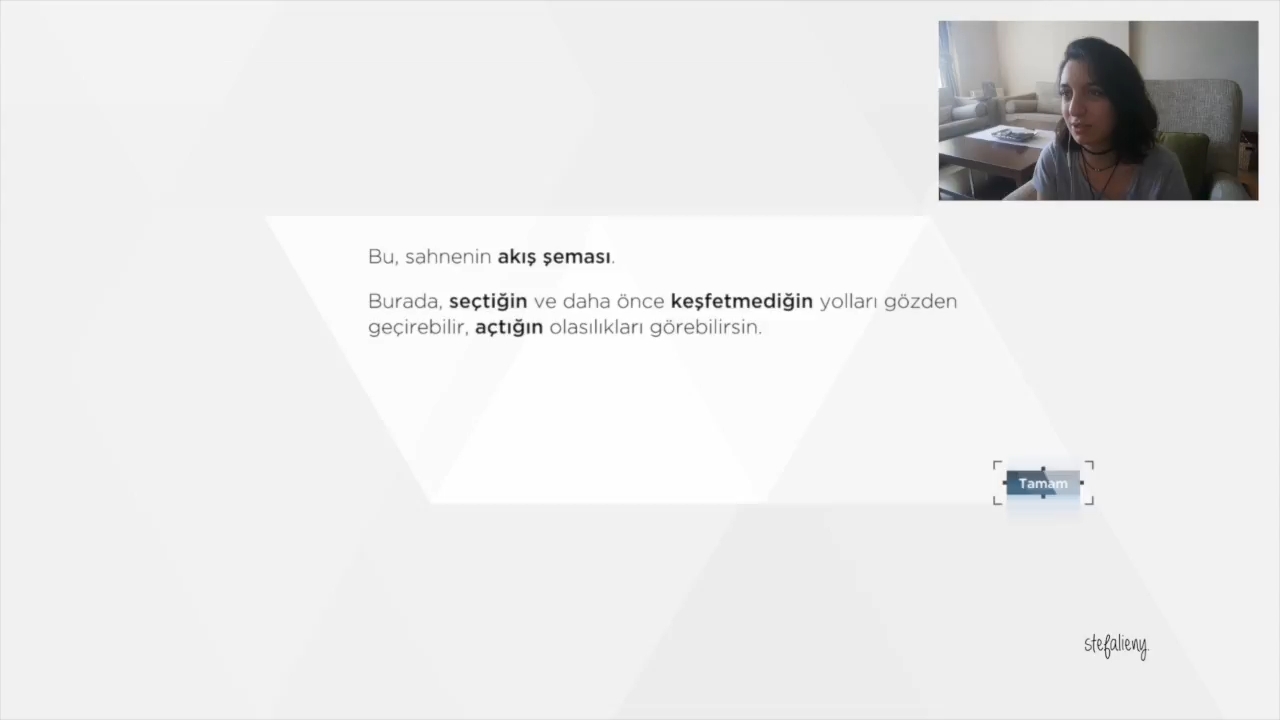 Bu, sahnenin akış şeması.
Burada, seçtiğin ve daha önce keşfetmediğin yolları gözden
geçirebilir, açtığın olasılıkları görebilirsin.
Tamam
stefalieny.